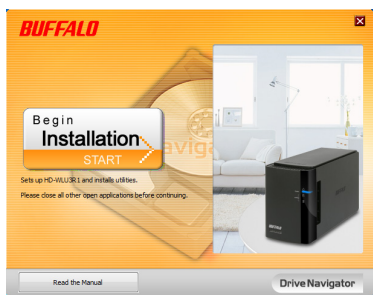 BUFFALO
Begin
Installation
START
Sets up HD-WLU3R1 and installs utilities.
Please close all other open applications before continuing.
Read the Manual
DriveNavigator